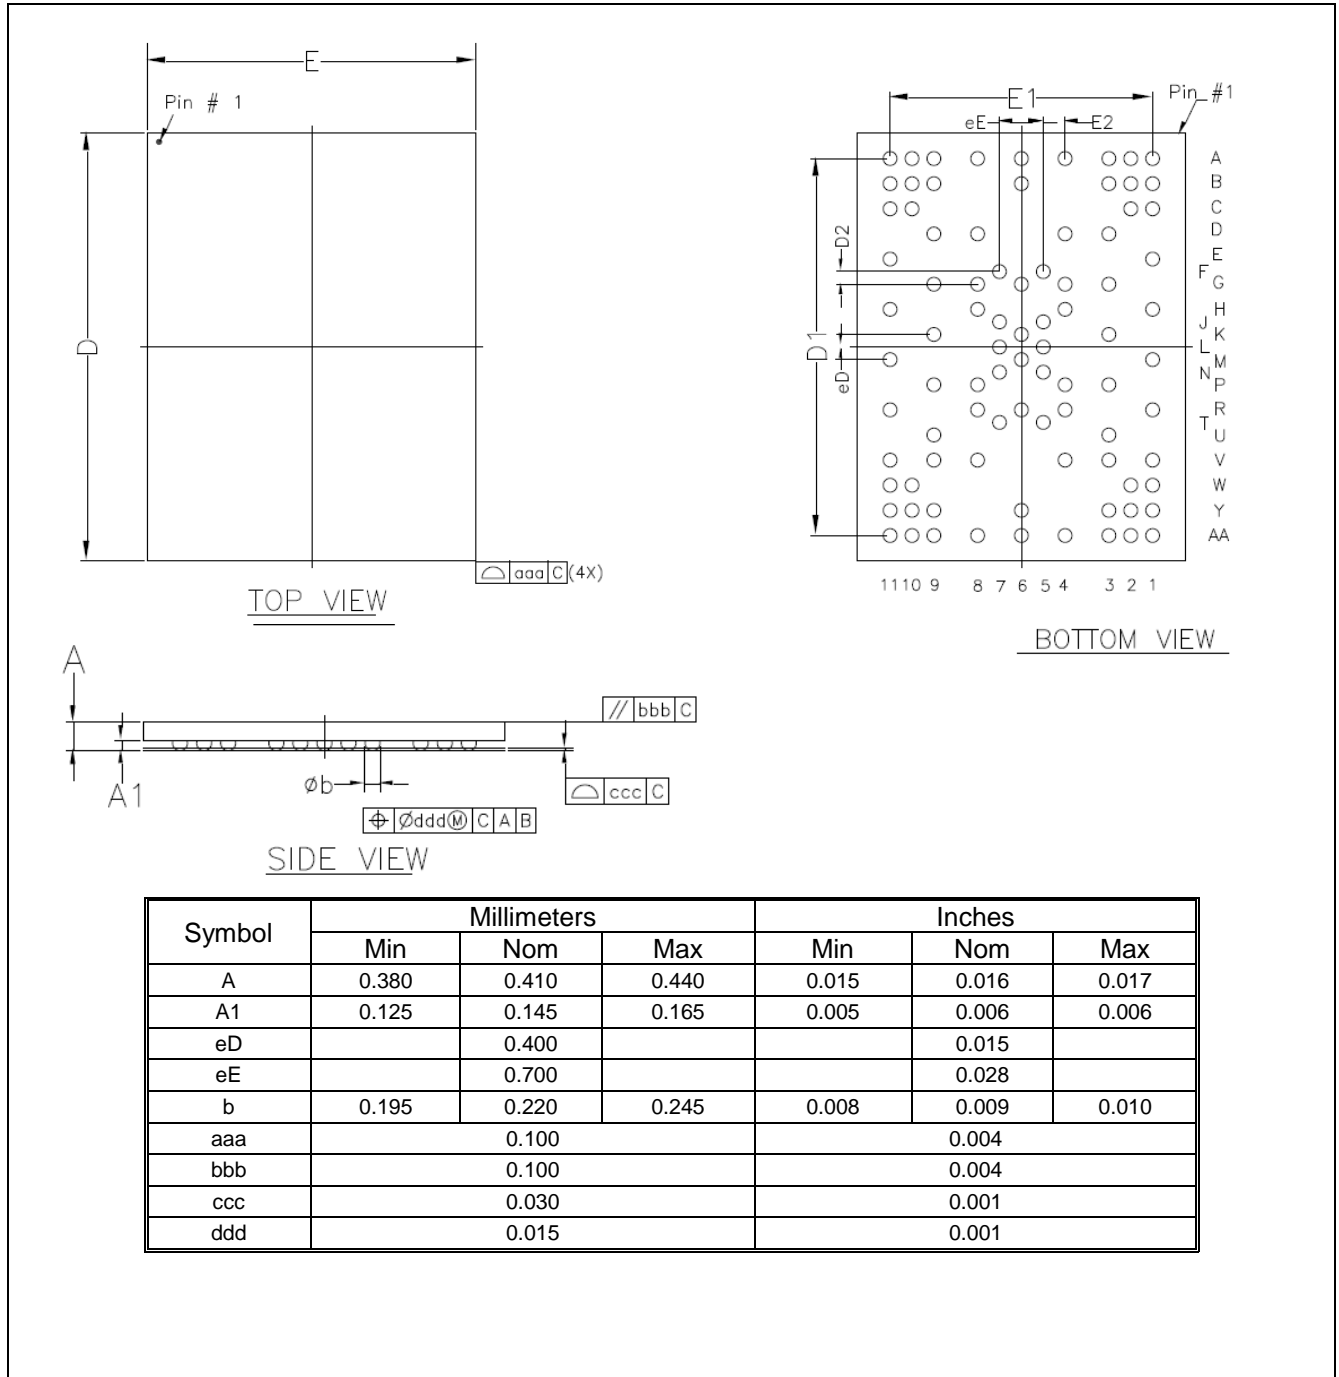 E
Pin # 1
D
aaa C (4X)
TOP VIEW
E1
Pin #1
eE
E2
D2
D1
eD
A
B
C
D
E
F
G
H
J
K
L
M
N
P
R
T
U
V
W
Y
AA
11 10 9 8 7 6 5 4 3 2 1
BOTTOM VIEW
A
A1
// bbb C
Øb
ccc C
⌖ Øddd Ⓜ C A B
SIDE VIEW
Symbol Millimeters Inches
Min Nom Max Min Nom Max
A 0.380 0.410 0.440 0.015 0.016 0.017
A1 0.125 0.145 0.165 0.005 0.006 0.006
eD 0.400 0.015
eE 0.700 0.028
b 0.195 0.220 0.245 0.008 0.009 0.010
aaa 0.100 0.004
bbb 0.100 0.004
ccc 0.030 0.001
ddd 0.015 0.001